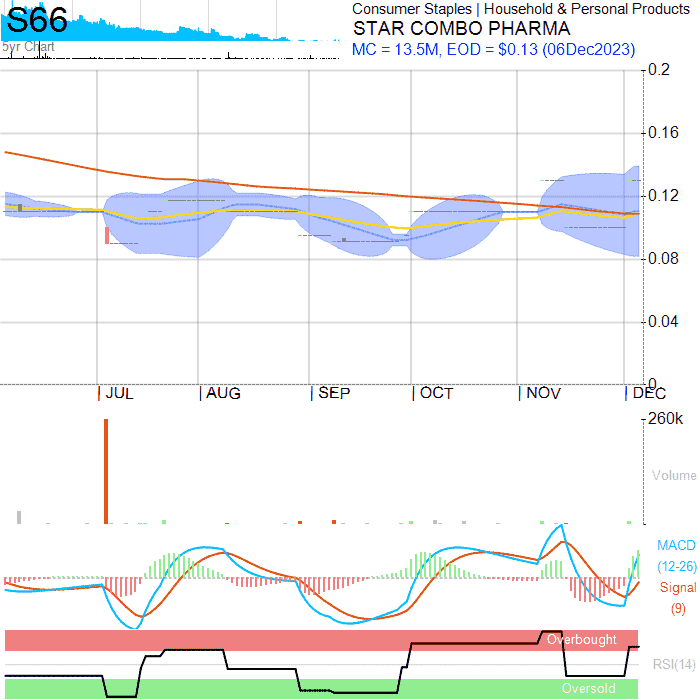 S66
5yr Chart
Consumer Staples | Household & Personal Products
STAR COMBO PHARMA
MC = 13.5M, EOD = $0.13 (06Dec2023)
0.2
0.16
0.12
0.08
0.04
0
JUL AUG SEP OCT NOV DEC
260k
Volume
MACD
(12-26)
Signal
(9)
Overbought
RSI(14)
Oversold